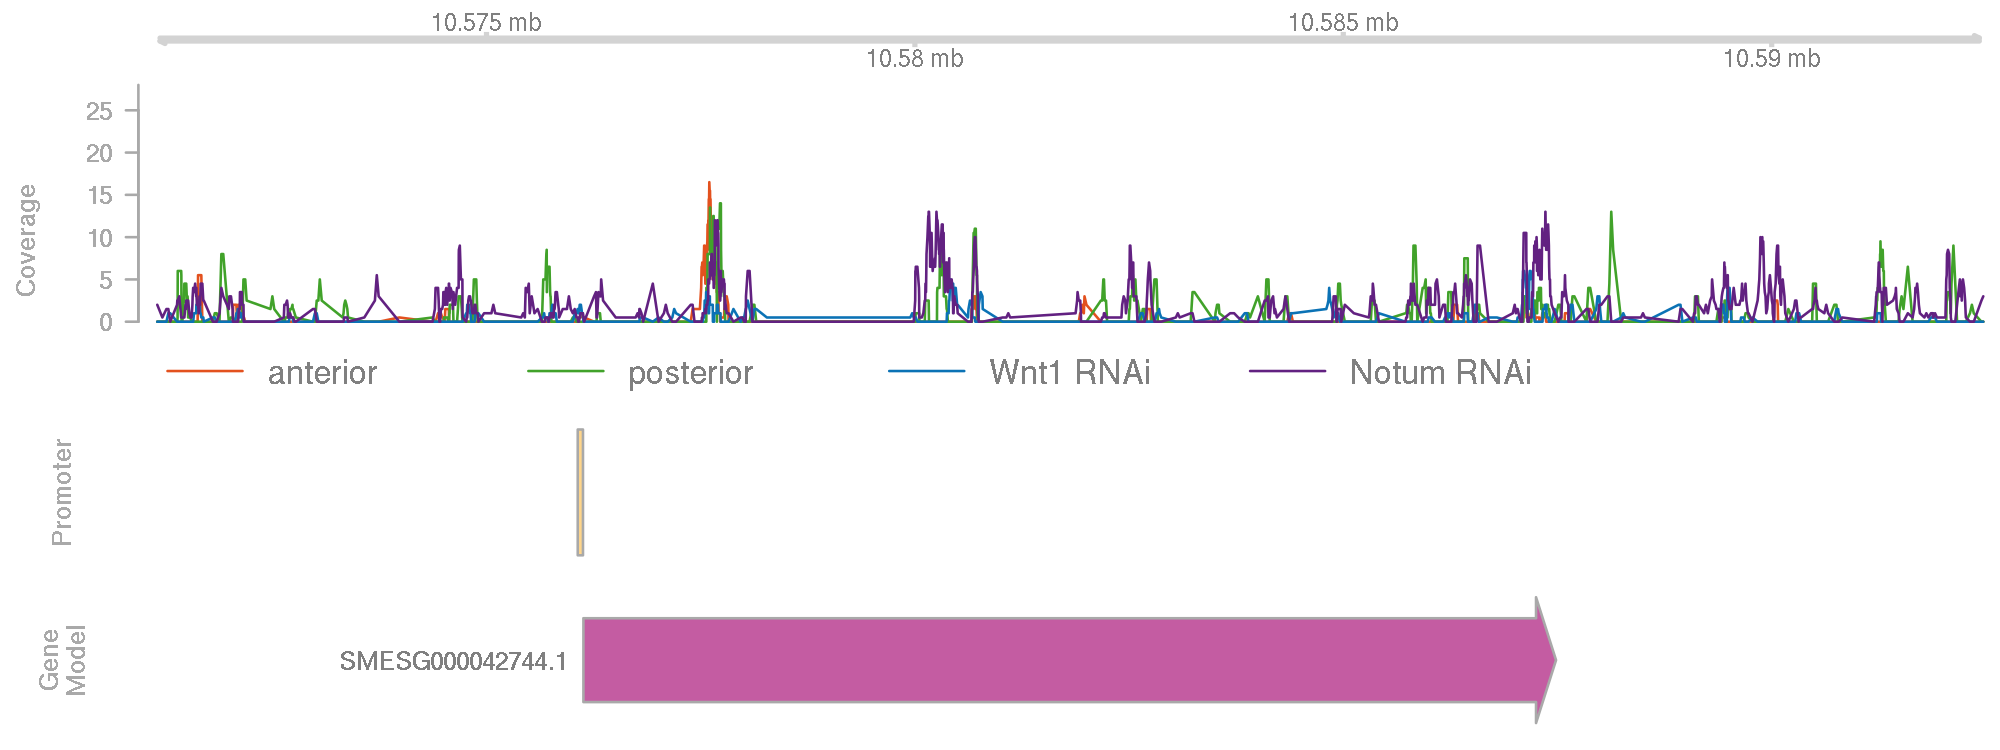 10.575 mb
10.585 mb
10.58 mb
10.59 mb
Coverage
25
20
15
10
5
0
anterior
posterior
Wnt1 RNAi
Notum RNAi
Promoter
Gene
Model
SMESG000042744.1